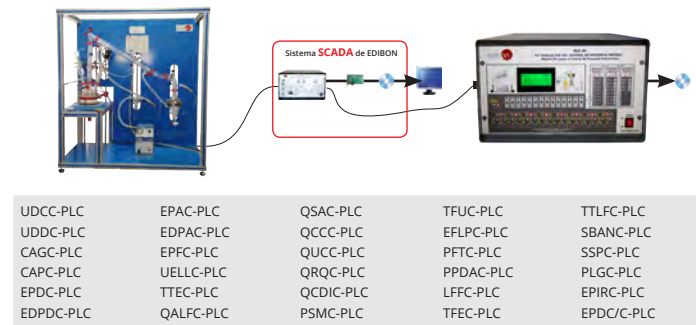 Sistema SCADA de EDIBON
UDCC-PLC EPAC-PLC QSAC-PLC TFUC-PLC TTLFC-PLC
UDDC-PLC EDPAC-PLC QCCC-PLC EFLPC-PLC SBANC-PLC
CAGC-PLC EPFC-PLC QUCC-PLC PFTC-PLC SSPC-PLC
CAPC-PLC UELLC-PLC QRQC-PLC PPDAC-PLC PLGC-PLC
EPDC-PLC TTEC-PLC QCDIC-PLC LFFC-PLC EPIRC-PLC
EDPDC-PLC QALFC-PLC PSMC-PLC TFEC-PLC EPDC/C-PLC